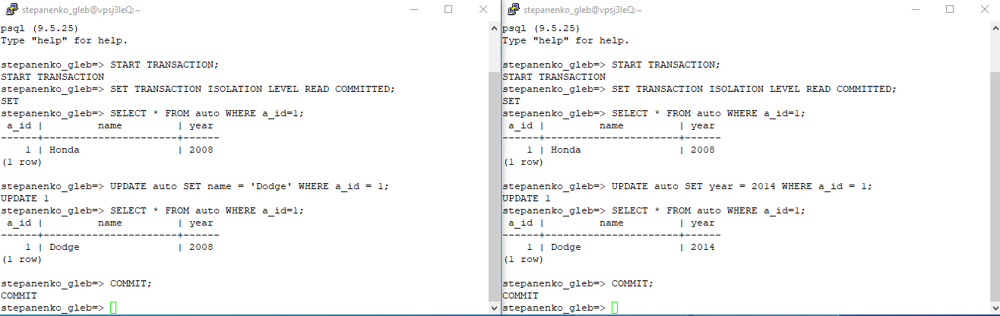 stepanenko_gleb@vpsj3leQ:~
psql (9.5.25)
Type "help" for help.
stepanenko_gleb=> START TRANSACTION;
START TRANSACTION
stepanenko_gleb=> SET TRANSACTION ISOLATION LEVEL READ COMMITTED;
SET
stepanenko_gleb=> SELECT * FROM auto WHERE a_id=1;
 a_id |         name         | year
------+----------------------+------
    1 | Honda                | 2008
(1 row)
stepanenko_gleb=> UPDATE auto SET name = 'Dodge' WHERE a_id = 1;
UPDATE 1
stepanenko_gleb=> SELECT * FROM auto WHERE a_id=1;
 a_id |         name         | year
------+----------------------+------
    1 | Dodge                | 2008
(1 row)
stepanenko_gleb=> COMMIT;
COMMIT
stepanenko_gleb=>
stepanenko_gleb@vpsj3leQ:~
psql (9.5.25)
Type "help" for help.
stepanenko_gleb=> START TRANSACTION;
START TRANSACTION
stepanenko_gleb=> SET TRANSACTION ISOLATION LEVEL READ COMMITTED;
SET
stepanenko_gleb=> SELECT * FROM auto WHERE a_id=1;
 a_id |         name         | year
------+----------------------+------
    1 | Honda                | 2008
(1 row)
stepanenko_gleb=> UPDATE auto SET year = 2014 WHERE a_id = 1;
UPDATE 1
stepanenko_gleb=> SELECT * FROM auto WHERE a_id=1;
 a_id |         name         | year
------+----------------------+------
    1 | Dodge                | 2014
(1 row)
stepanenko_gleb=> COMMIT;
COMMIT
stepanenko_gleb=>